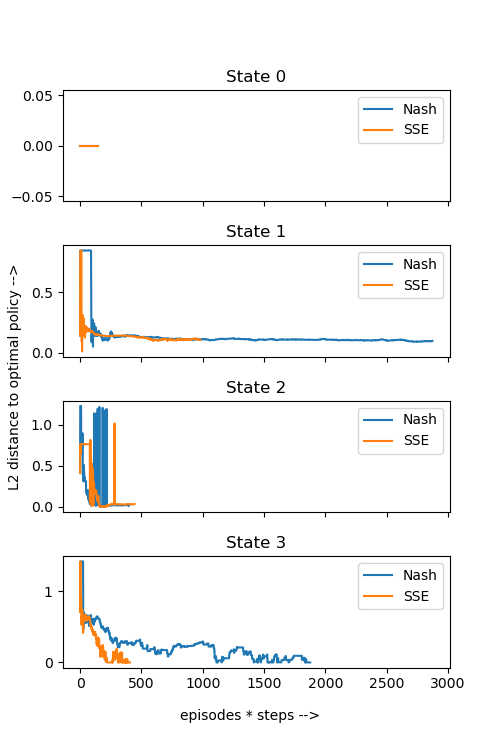 State 0
0.05
0.00
−0.05
Nash
SSE
State 1
0.5
0.0
Nash
SSE
L2 distance to optimal policy -->
State 2
1.0
0.5
0.0
Nash
SSE
State 3
1
0
Nash
SSE
0 500 1000 1500 2000 2500 3000
episodes * steps -->